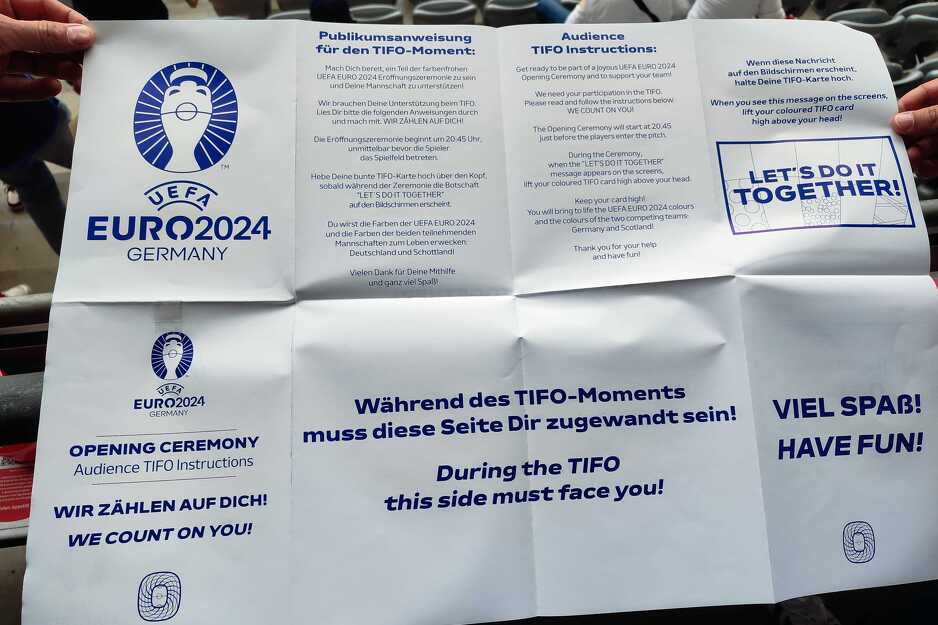 UEFA
EURO2024
GERMANY
Publikumsanweisung
für den TIFO-Moment:
Mach Dich bereit, ein Teil der farbenfrohen
UEFA EURO 2024 Eröffnungszeremonie zu sein
und Deine Mannschaft zu unterstützen!
Wir brauchen Deine Unterstützung beim TIFO.
Lies Dir bitte die folgenden Anweisungen durch
und mach mit. WIR ZÄHLEN AUF DICH!
Die Eröffnungszeremonie beginnt um 20:45 Uhr,
unmittelbar bevor die Spieler
das Spielfeld betreten.
Hebe Deine bunte TIFO-Karte hoch über den Kopf,
sobald während der Zeremonie die Botschaft
"LET'S DO IT TOGETHER"
auf den Bildschirmen erscheint.
Du wirst die Farben der UEFA EURO 2024
und die Farben der beiden teilnehmenden
Mannschaften zum Leben erwecken:
Deutschland und Schottland!
Vielen Dank für Deine Mithilfe
und ganz viel Spaß!
Audience
TIFO Instructions:
Get ready to be part of a joyous UEFA EURO 2024
Opening Ceremony and to support your team!
We need your participation in the TIFO.
Please read and follow the instructions below
WE COUNT ON YOU!
The Opening Ceremony will start at 20:45
just before the players enter the pitch.
During the Ceremony,
when the "LET'S DO IT TOGETHER"
message appears on the screens,
lift your coloured TIFO card high above your head.
Keep your card high!
You will bring to life the UEFA EURO 2024 colours
and the colours of the two competing teams:
Germany and Scotland!
Thank you for your help
and have fun!
Wenn diese Nachricht
auf den Bildschirmen erscheint,
halte Deine TIFO-Karte hoch.
When you see this message on the screens,
lift your coloured TIFO card
high above your head!
LET'S DO IT
TOGETHER!
UEFA
EURO2024
GERMANY
OPENING CEREMONY
Audience TIFO Instructions
WIR ZÄHLEN AUF DICH!
WE COUNT ON YOU!
Während des TIFO-Moments
muss diese Seite Dir zugewandt sein!
During the TIFO
this side must face you!
VIEL SPAß!
HAVE FUN!